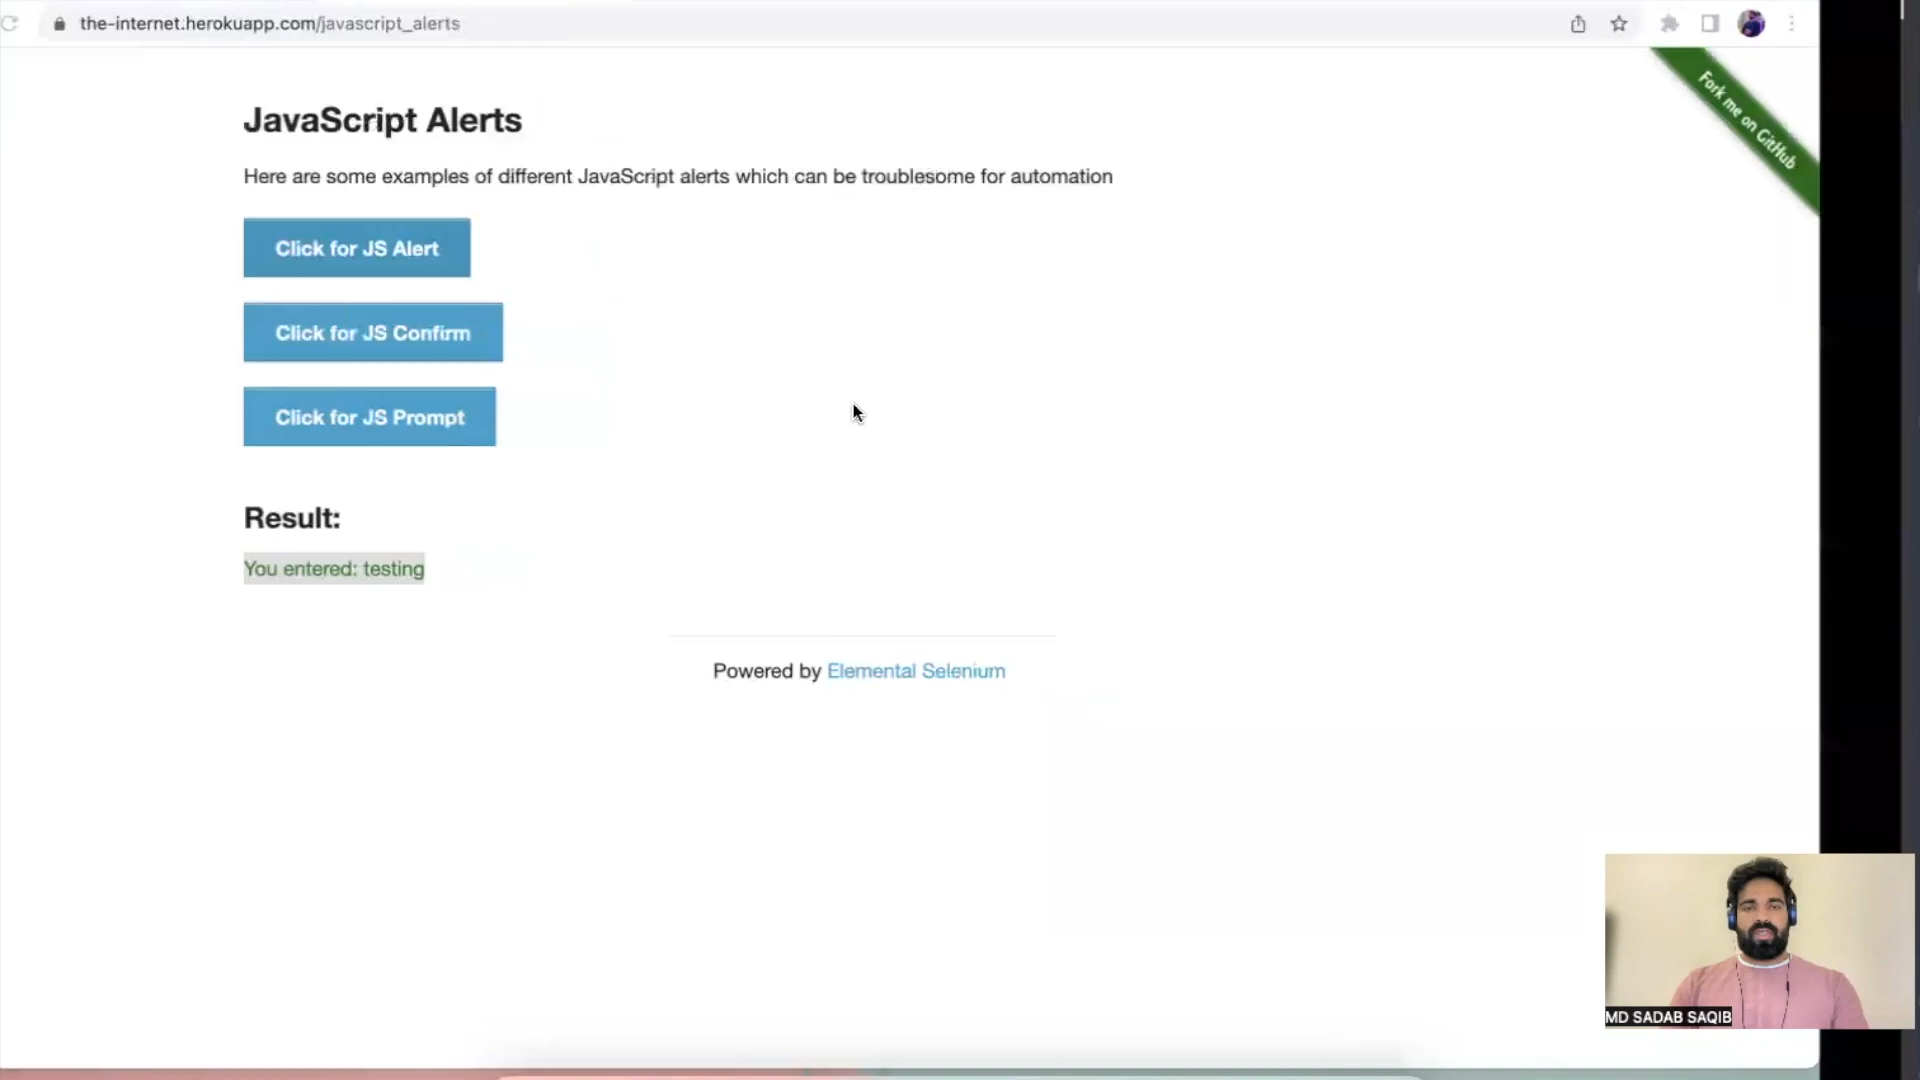 the-internet.herokuapp.com/javascript_alerts
Fork me on GitHub
JavaScript Alerts
Here are some examples of different JavaScript alerts which can be troublesome for automation
Click for JS Alert
Click for JS Confirm
Click for JS Prompt
Result:
You entered: testing
Powered by Elemental Selenium
MD SADAB SAQIB